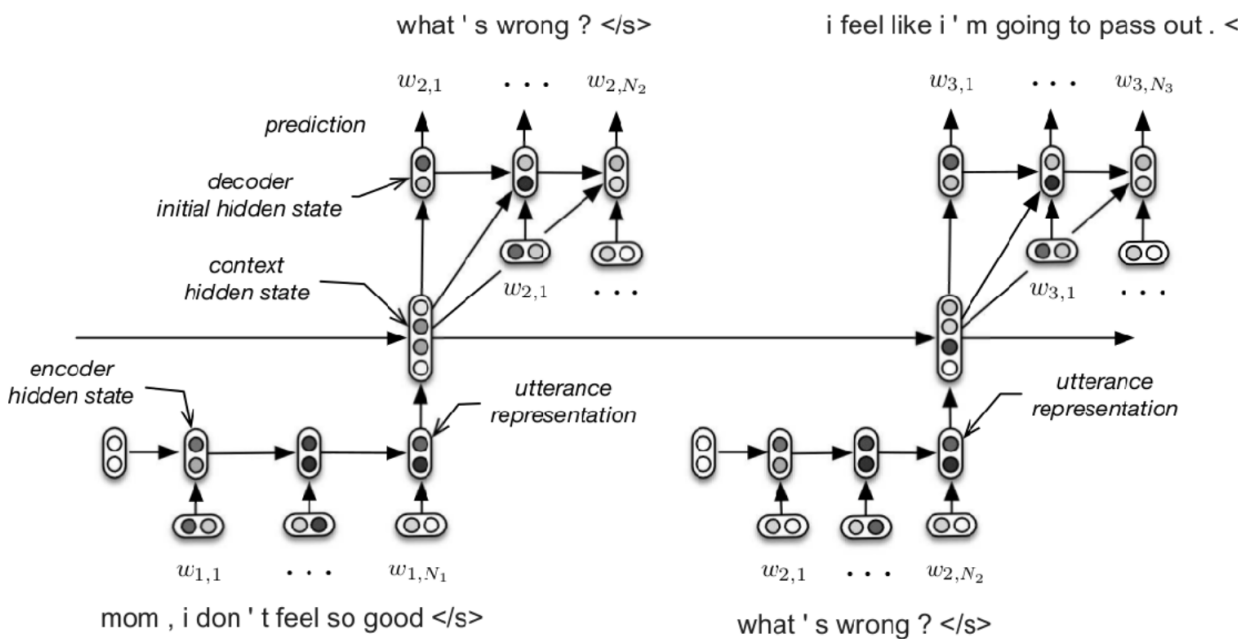 what ' s wrong ? </s>
i feel like i ' m going to pass out . <
w2,1
. . .
w2,N2
w3,1
. . .
w3,N3
prediction
decoder
initial hidden state
context
hidden state
w2,1
. . .
w3,1
. . .
encoder
hidden state
utterance
representation
utterance
representation
w1,1
. . .
w1,N1
w2,1
. . .
w2,N2
mom , i don ' t feel so good </s>
what ' s wrong ? </s>